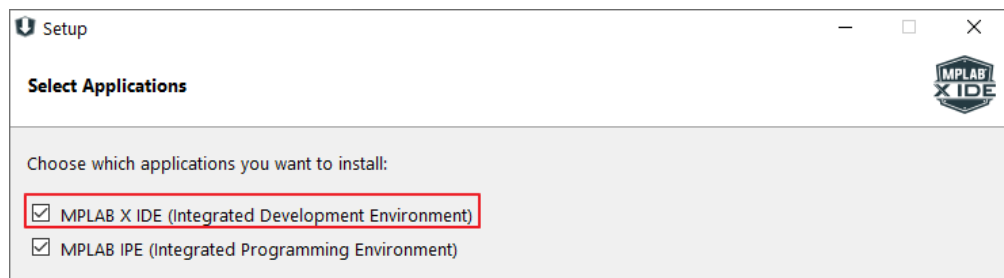 Setup
Select Applications
MPLAB
X IDE
Choose which applications you want to install:
MPLAB X IDE (Integrated Development Environment)
MPLAB IPE (Integrated Programming Environment)